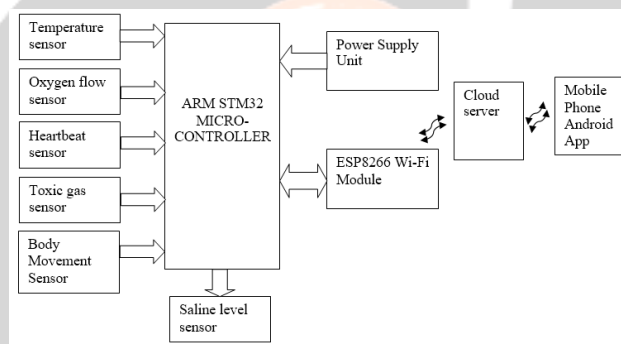 Temperature
sensor
Oxygen flow
sensor
Heartbeat
sensor
Toxic gas
sensor
Body
Movement
Sensor
ARM STM32
MICRO-
CONTROLLER
Saline level
sensor
Power Supply
Unit
ESP8266 Wi-Fi
Module
Cloud
server
Mobile
Phone
Android
App